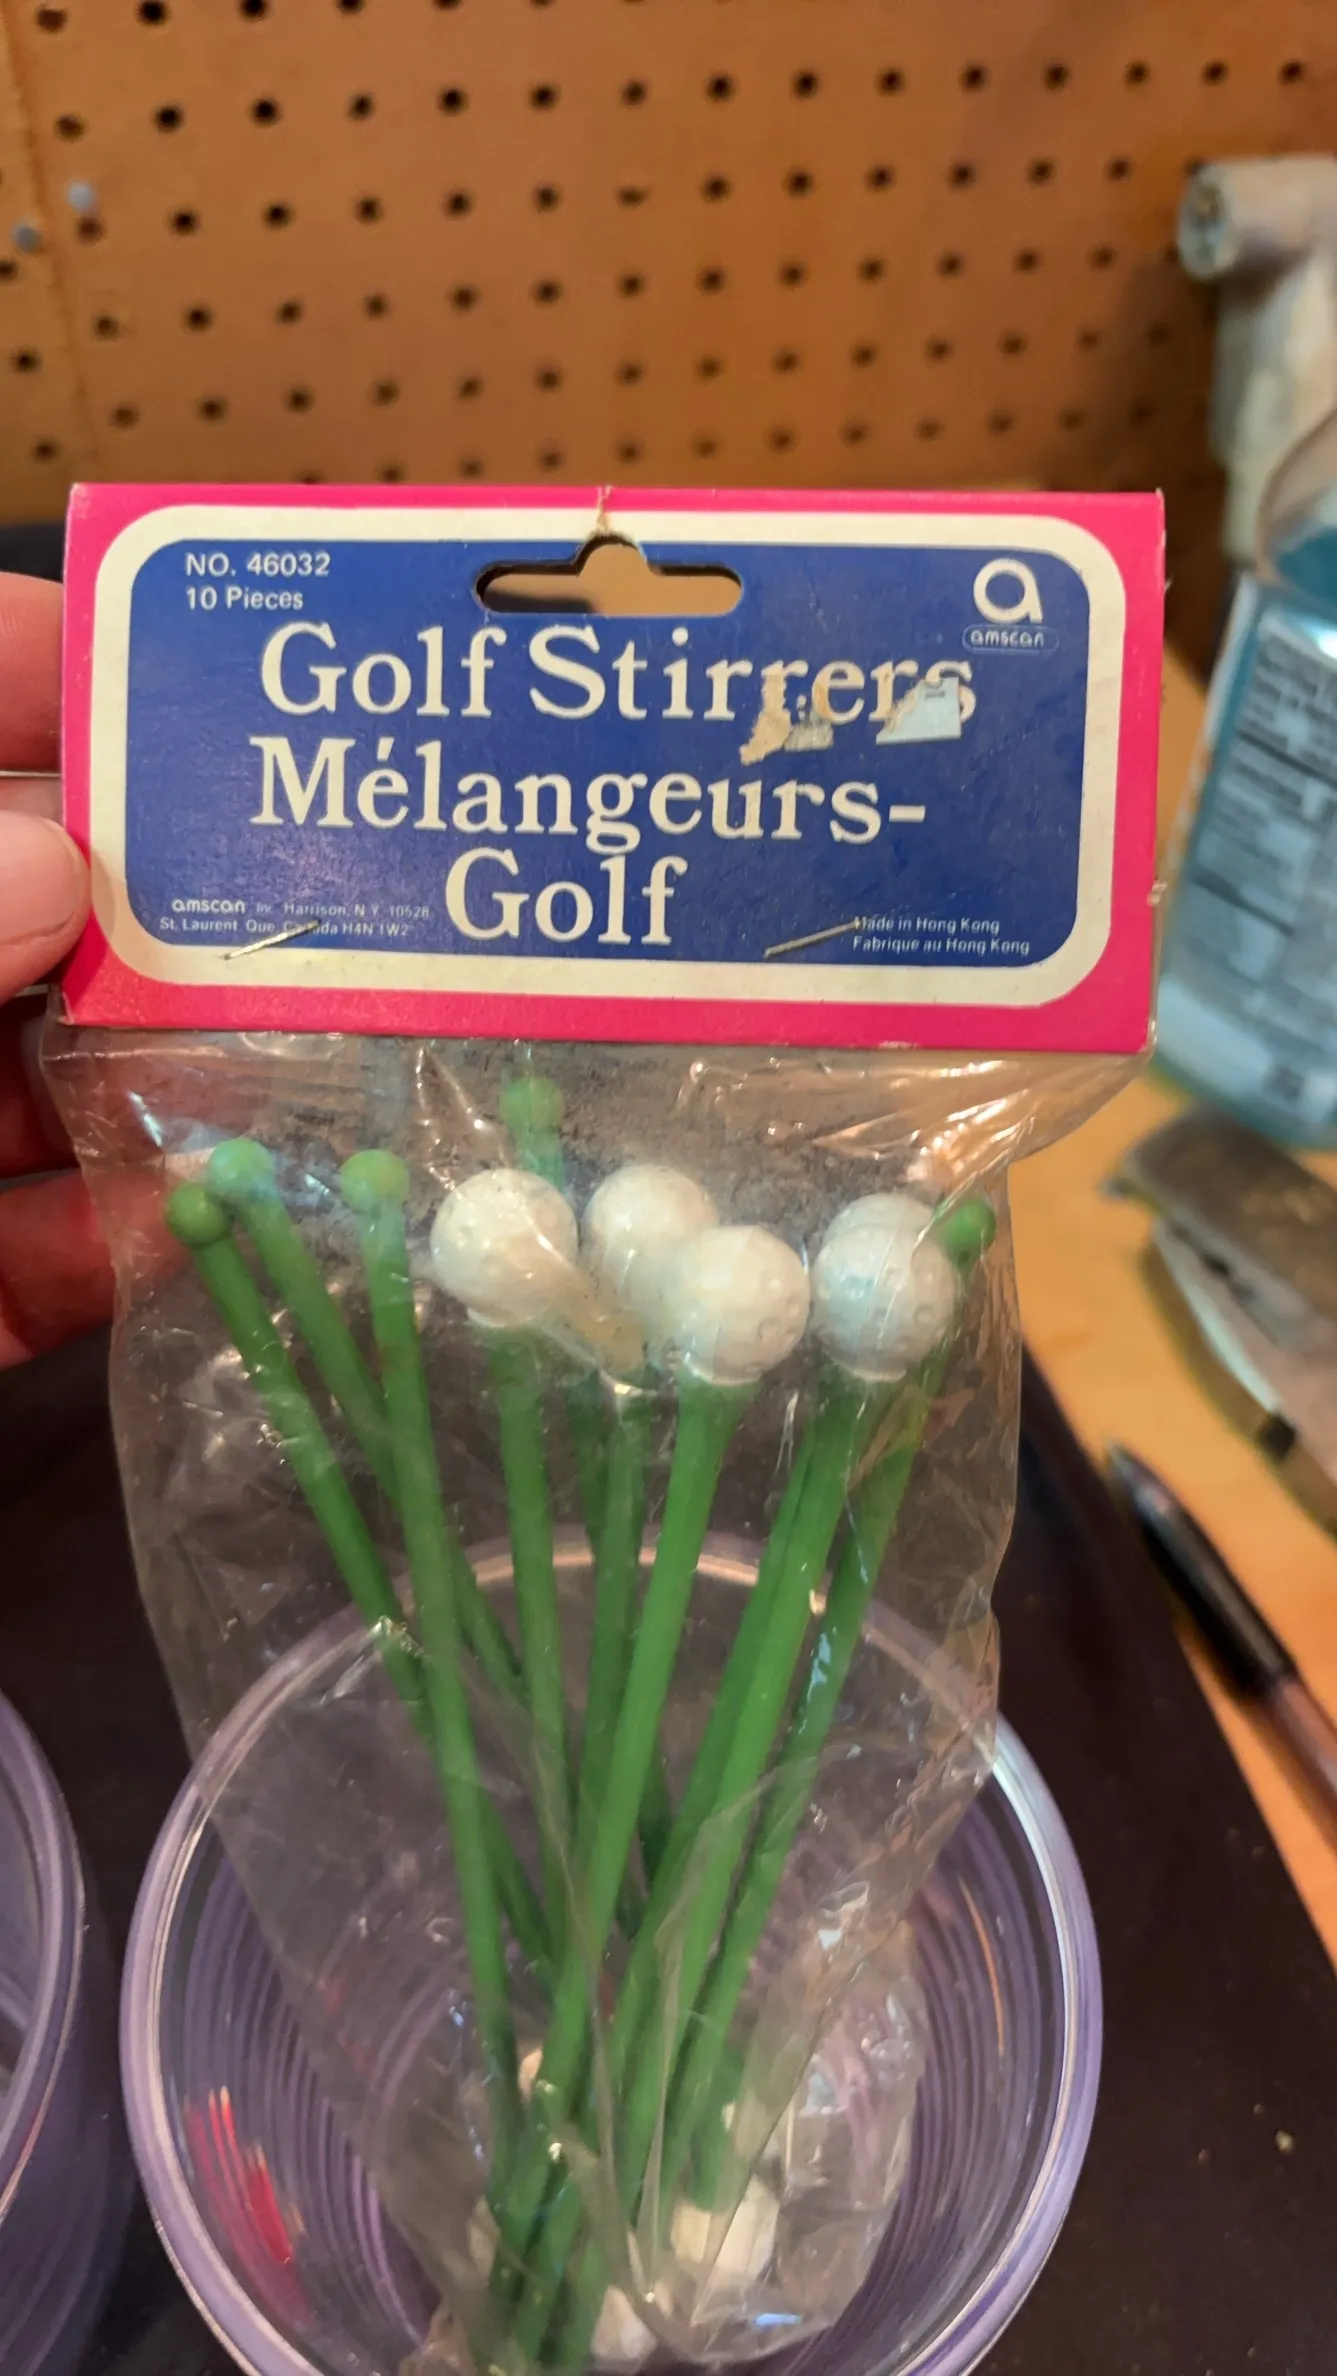 NO. 46032
10 Pieces
a
amscan
Golf Stirrers
Mélangeurs-
Golf
amscan Inc. Harrison, N.Y. 10528
St. Laurent, Que. Canada H4N 1W2
Made in Hong Kong
Fabrique au Hong Kong